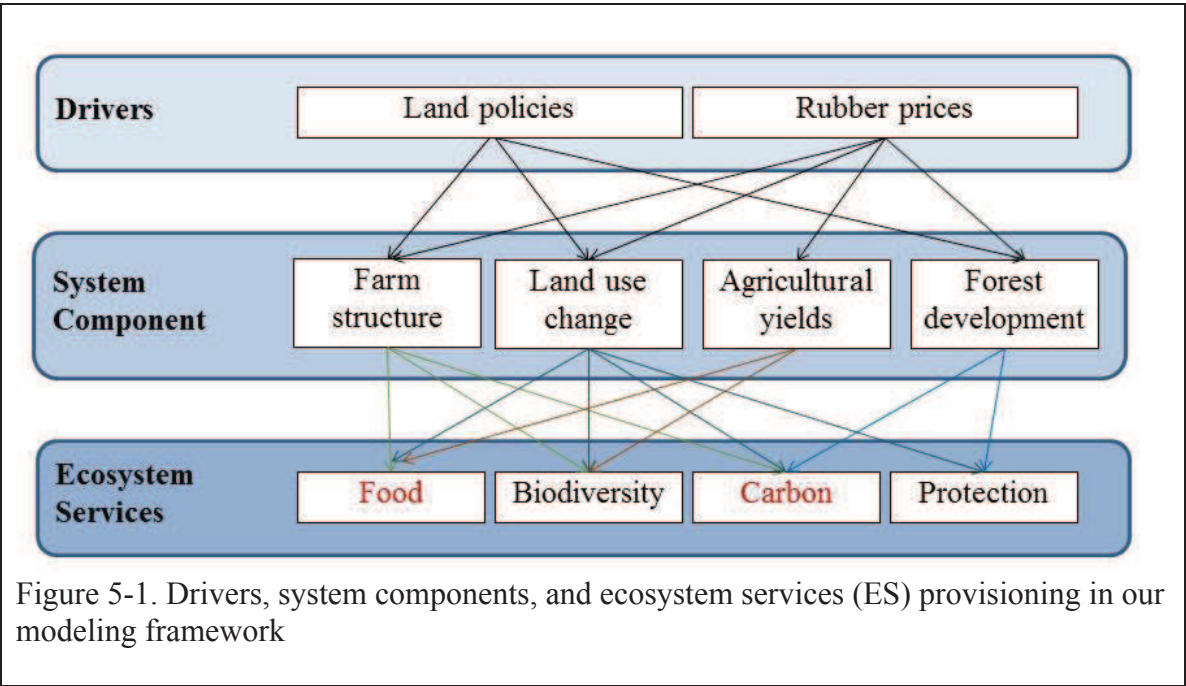 Drivers
Land policies
Rubber prices
System
Component
Farm
structure
Land use
change
Agricultural
yields
Forest
development
Ecosystem
Services
Food
Biodiversity
Carbon
Protection
Figure 5-1. Drivers, system components, and ecosystem services (ES) provisioning in our
modeling framework